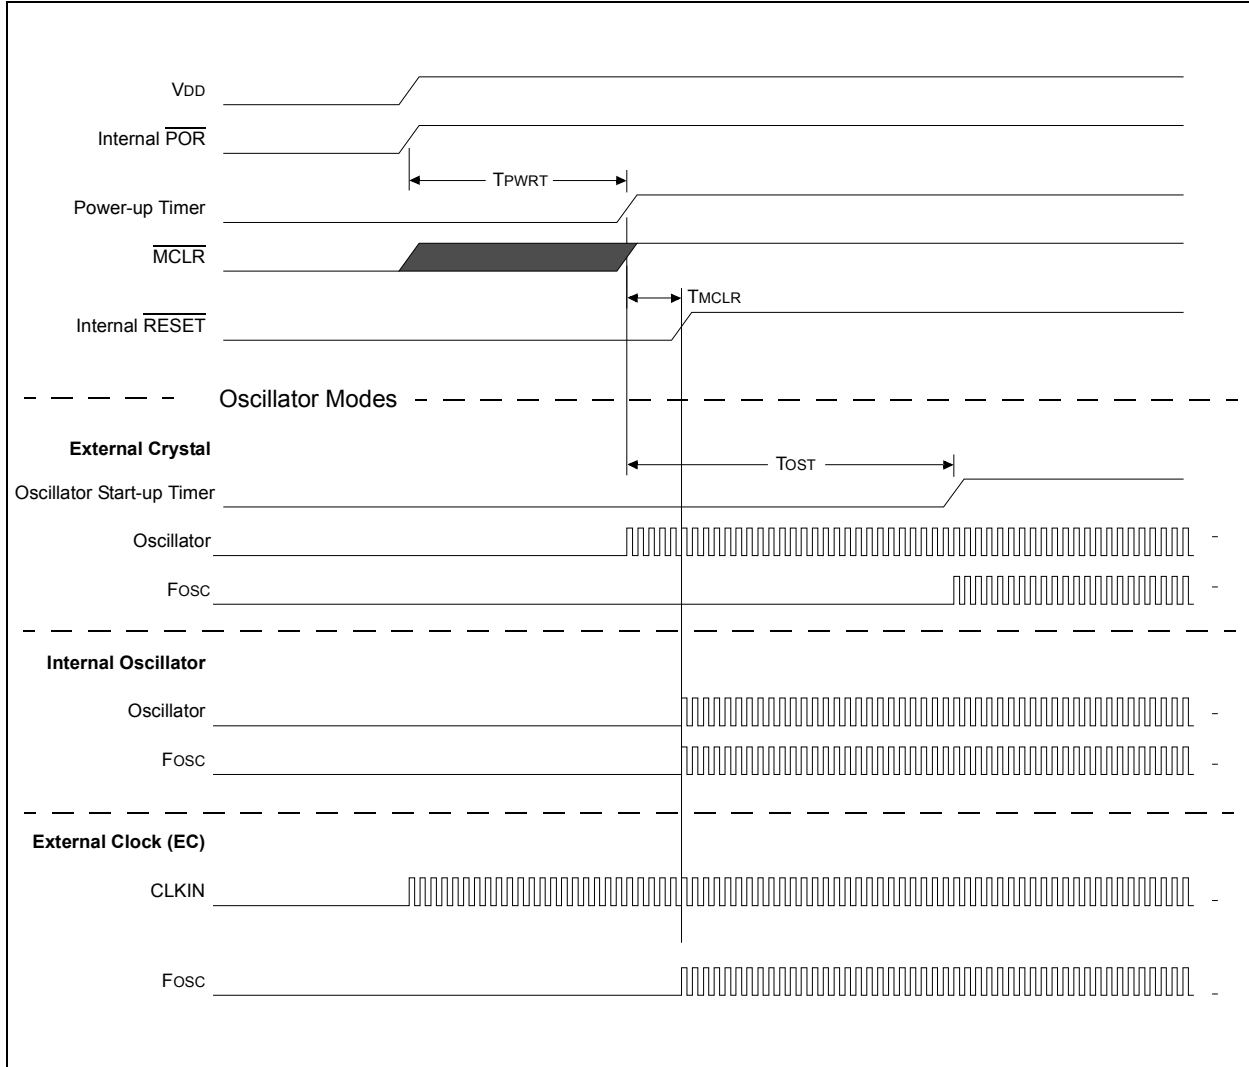 VDD
Internal POR
TPWRT
Power-up Timer
MCLR
TMCLR
Internal RESET
Oscillator Modes
External Crystal
TOST
Oscillator Start-up Timer
Oscillator
FOSC
Internal Oscillator
Oscillator
FOSC
External Clock (EC)
CLKIN
FOSC